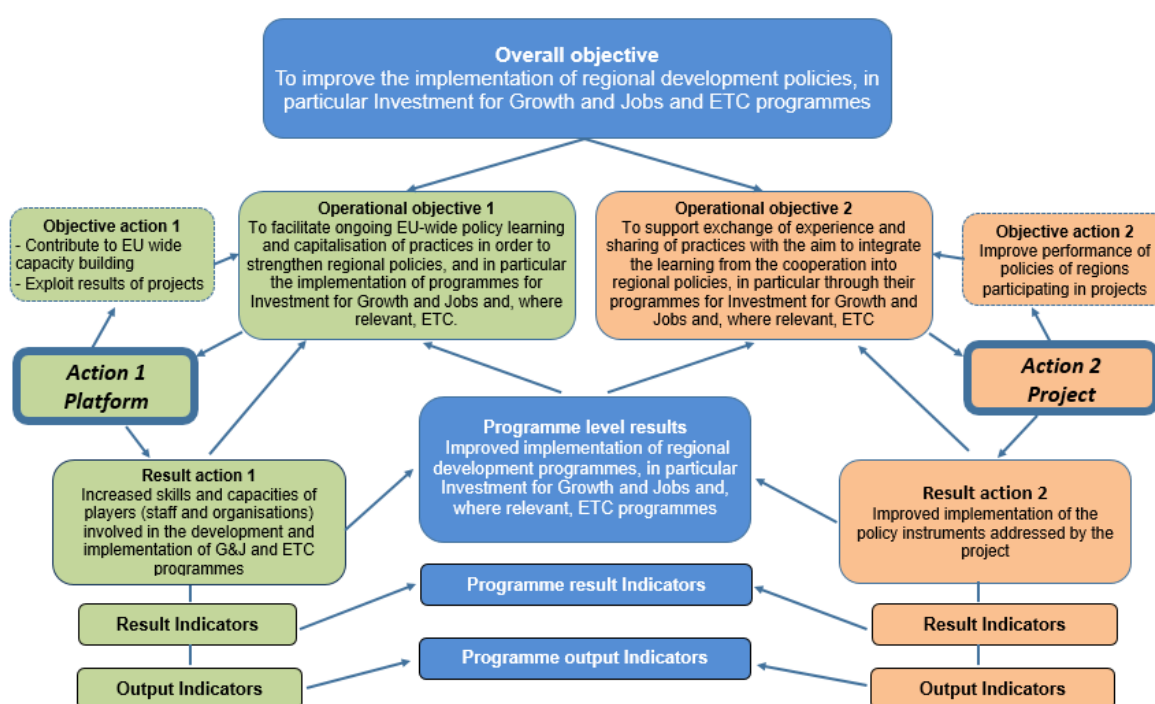 Overall objective
To improve the implementation of regional development policies, in
particular Investment for Growth and Jobs and ETC programmes
Objective action 1
- Contribute to EU wide
capacity building
- Exploit results of projects
Operational objective 1
To facilitate ongoing EU-wide policy learning
and capitalisation of practices in order to
strengthen regional policies, and in particular
the implementation of programmes for
Investment for Growth and Jobs and, where
relevant, ETC.
Operational objective 2
To support exchange of experience and
sharing of practices with the aim to integrate
the learning from the cooperation into
regional policies, in particular through their
programmes for Investment for Growth and
Jobs and, where relevant, ETC
Objective action 2
Improve performance of
policies of regions
participating in projects
Action 1
Platform
Action 2
Project
Programme level results
Improved implementation of regional
development programmes, in particular
Investment for Growth and Jobs and,
where relevant, ETC programmes
Result action 1
Increased skills and capacities of
players (staff and organisations)
involved in the development and
implementation of G&J and ETC
programmes
Result action 2
Improved implementation of the
policy instruments addressed by the
project
Programme result Indicators
Result Indicators
Result Indicators
Programme output Indicators
Output Indicators
Output Indicators